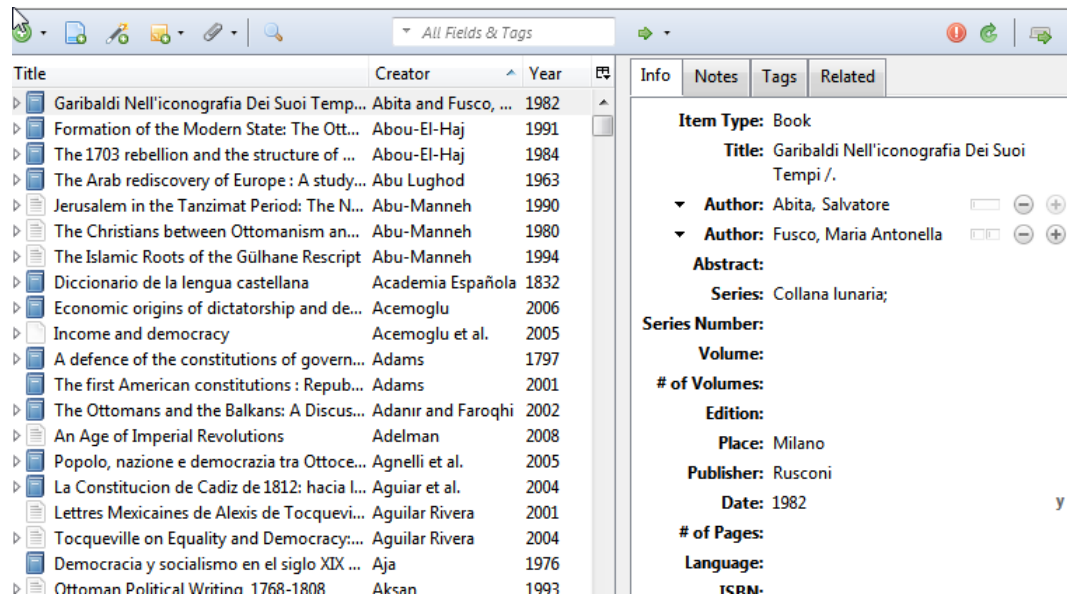 All Fields & Tags
Title Creator Year
Garibaldi Nell'iconografia Dei Suoi Temp... Abita and Fusco, ... 1982
Formation of the Modern State: The Ott... Abou-El-Haj 1991
The 1703 rebellion and the structure of ... Abou-El-Haj 1984
The Arab rediscovery of Europe : A study... Abu Lughod 1963
Jerusalem in the Tanzimat Period: The N... Abu-Manneh 1990
The Christians between Ottomanism an... Abu-Manneh 1980
The Islamic Roots of the Gülhane Rescript Abu-Manneh 1994
Diccionario de la lengua castellana Academia Española 1832
Economic origins of dictatorship and de... Acemoglu 2006
Income and democracy Acemoglu et al. 2005
A defence of the constitutions of govern... Adams 1797
The first American constitutions : Repub... Adams 2001
The Ottomans and the Balkans: A Discus... Adanır and Faroqhi 2002
An Age of Imperial Revolutions Adelman 2008
Popolo, nazione e democrazia tra Ottoce... Agnelli et al. 2005
La Constitucion de Cadiz de 1812: hacia l... Aguiar et al. 2004
Lettres Mexicaines de Alexis de Tocquevi... Aguilar Rivera 2001
Tocqueville on Equality and Democracy:... Aguilar Rivera 2004
Democracia y socialismo en el siglo XIX ... Aja 1976
Ottoman Political Writing, 1768-1808 Aksan 1993
Info Notes Tags Related
Item Type: Book
Title: Garibaldi Nell'iconografia Dei Suoi
Tempi /.
Author: Abita, Salvatore
Author: Fusco, Maria Antonella
Abstract:
Series: Collana lunaria;
Series Number:
Volume:
# of Volumes:
Edition:
Place: Milano
Publisher: Rusconi
Date: 1982 y
# of Pages:
Language:
ISBN: